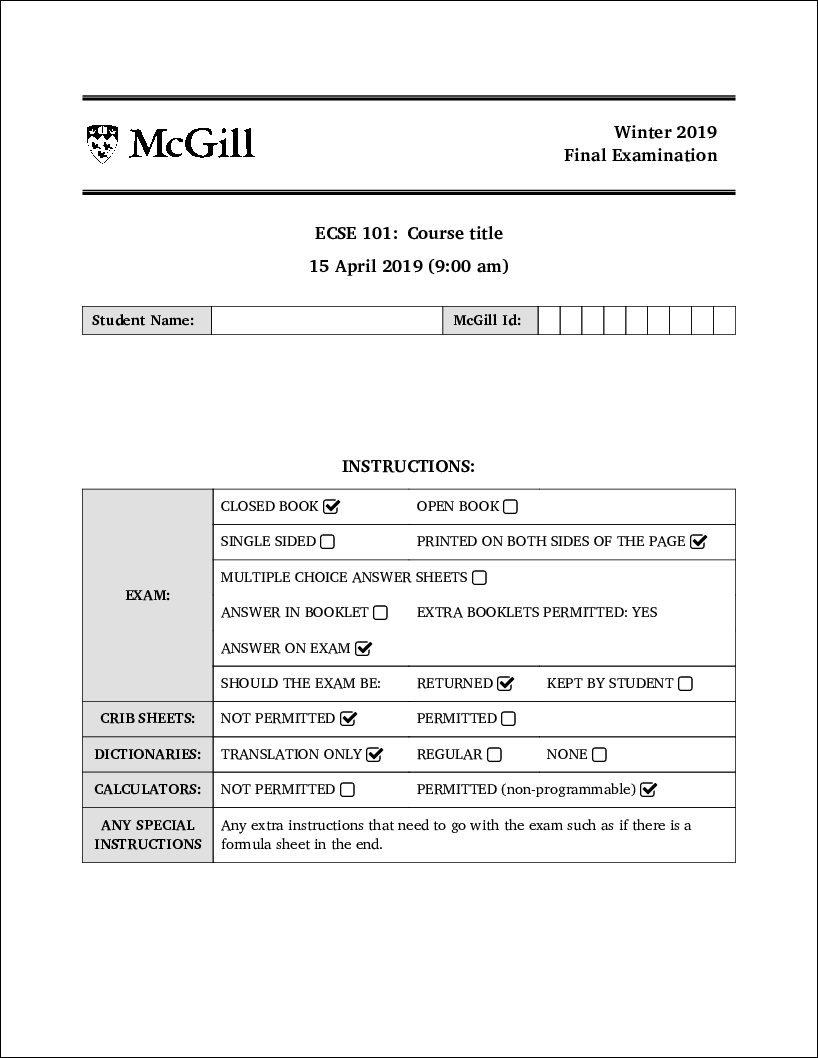 McGill
Winter 2019
Final Examination
ECSE 101: Course title
15 April 2019 (9:00 am)
Student Name:
McGill Id:
INSTRUCTIONS:
EXAM:
CLOSED BOOK
OPEN BOOK
SINGLE SIDED
PRINTED ON BOTH SIDES OF THE PAGE
MULTIPLE CHOICE ANSWER SHEETS
ANSWER IN BOOKLET
EXTRA BOOKLETS PERMITTED: YES
ANSWER ON EXAM
SHOULD THE EXAM BE:
RETURNED
KEPT BY STUDENT
CRIB SHEETS:
NOT PERMITTED
PERMITTED
DICTIONARIES:
TRANSLATION ONLY
REGULAR
NONE
CALCULATORS:
NOT PERMITTED
PERMITTED (non-programmable)
ANY SPECIAL
INSTRUCTIONS
Any extra instructions that need to go with the exam such as if there is a
formula sheet in the end.